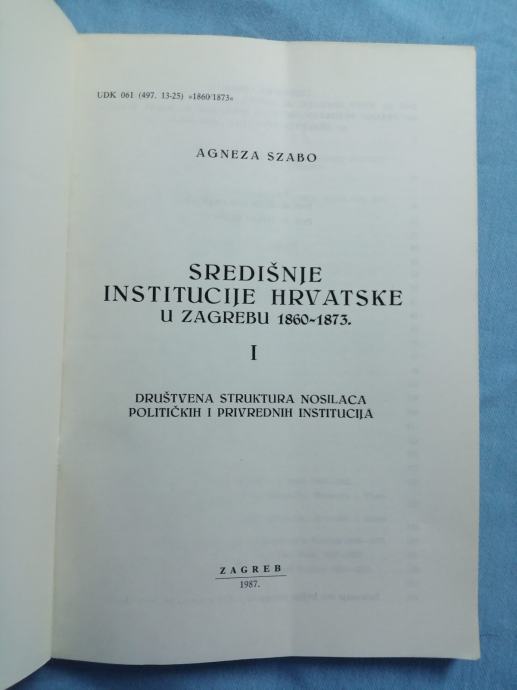 UDK 061 (497. 13-25) »1860/1873«
AGNEZA SZABO
SREDIŠNJE
INSTITUCIJE HRVATSKE
U ZAGREBU 1860-1873.
I
DRUŠTVENA STRUKTURA NOSILACA
POLITIČKIH I PRIVREDNIH INSTITUCIJA
ZAGREB
1987.